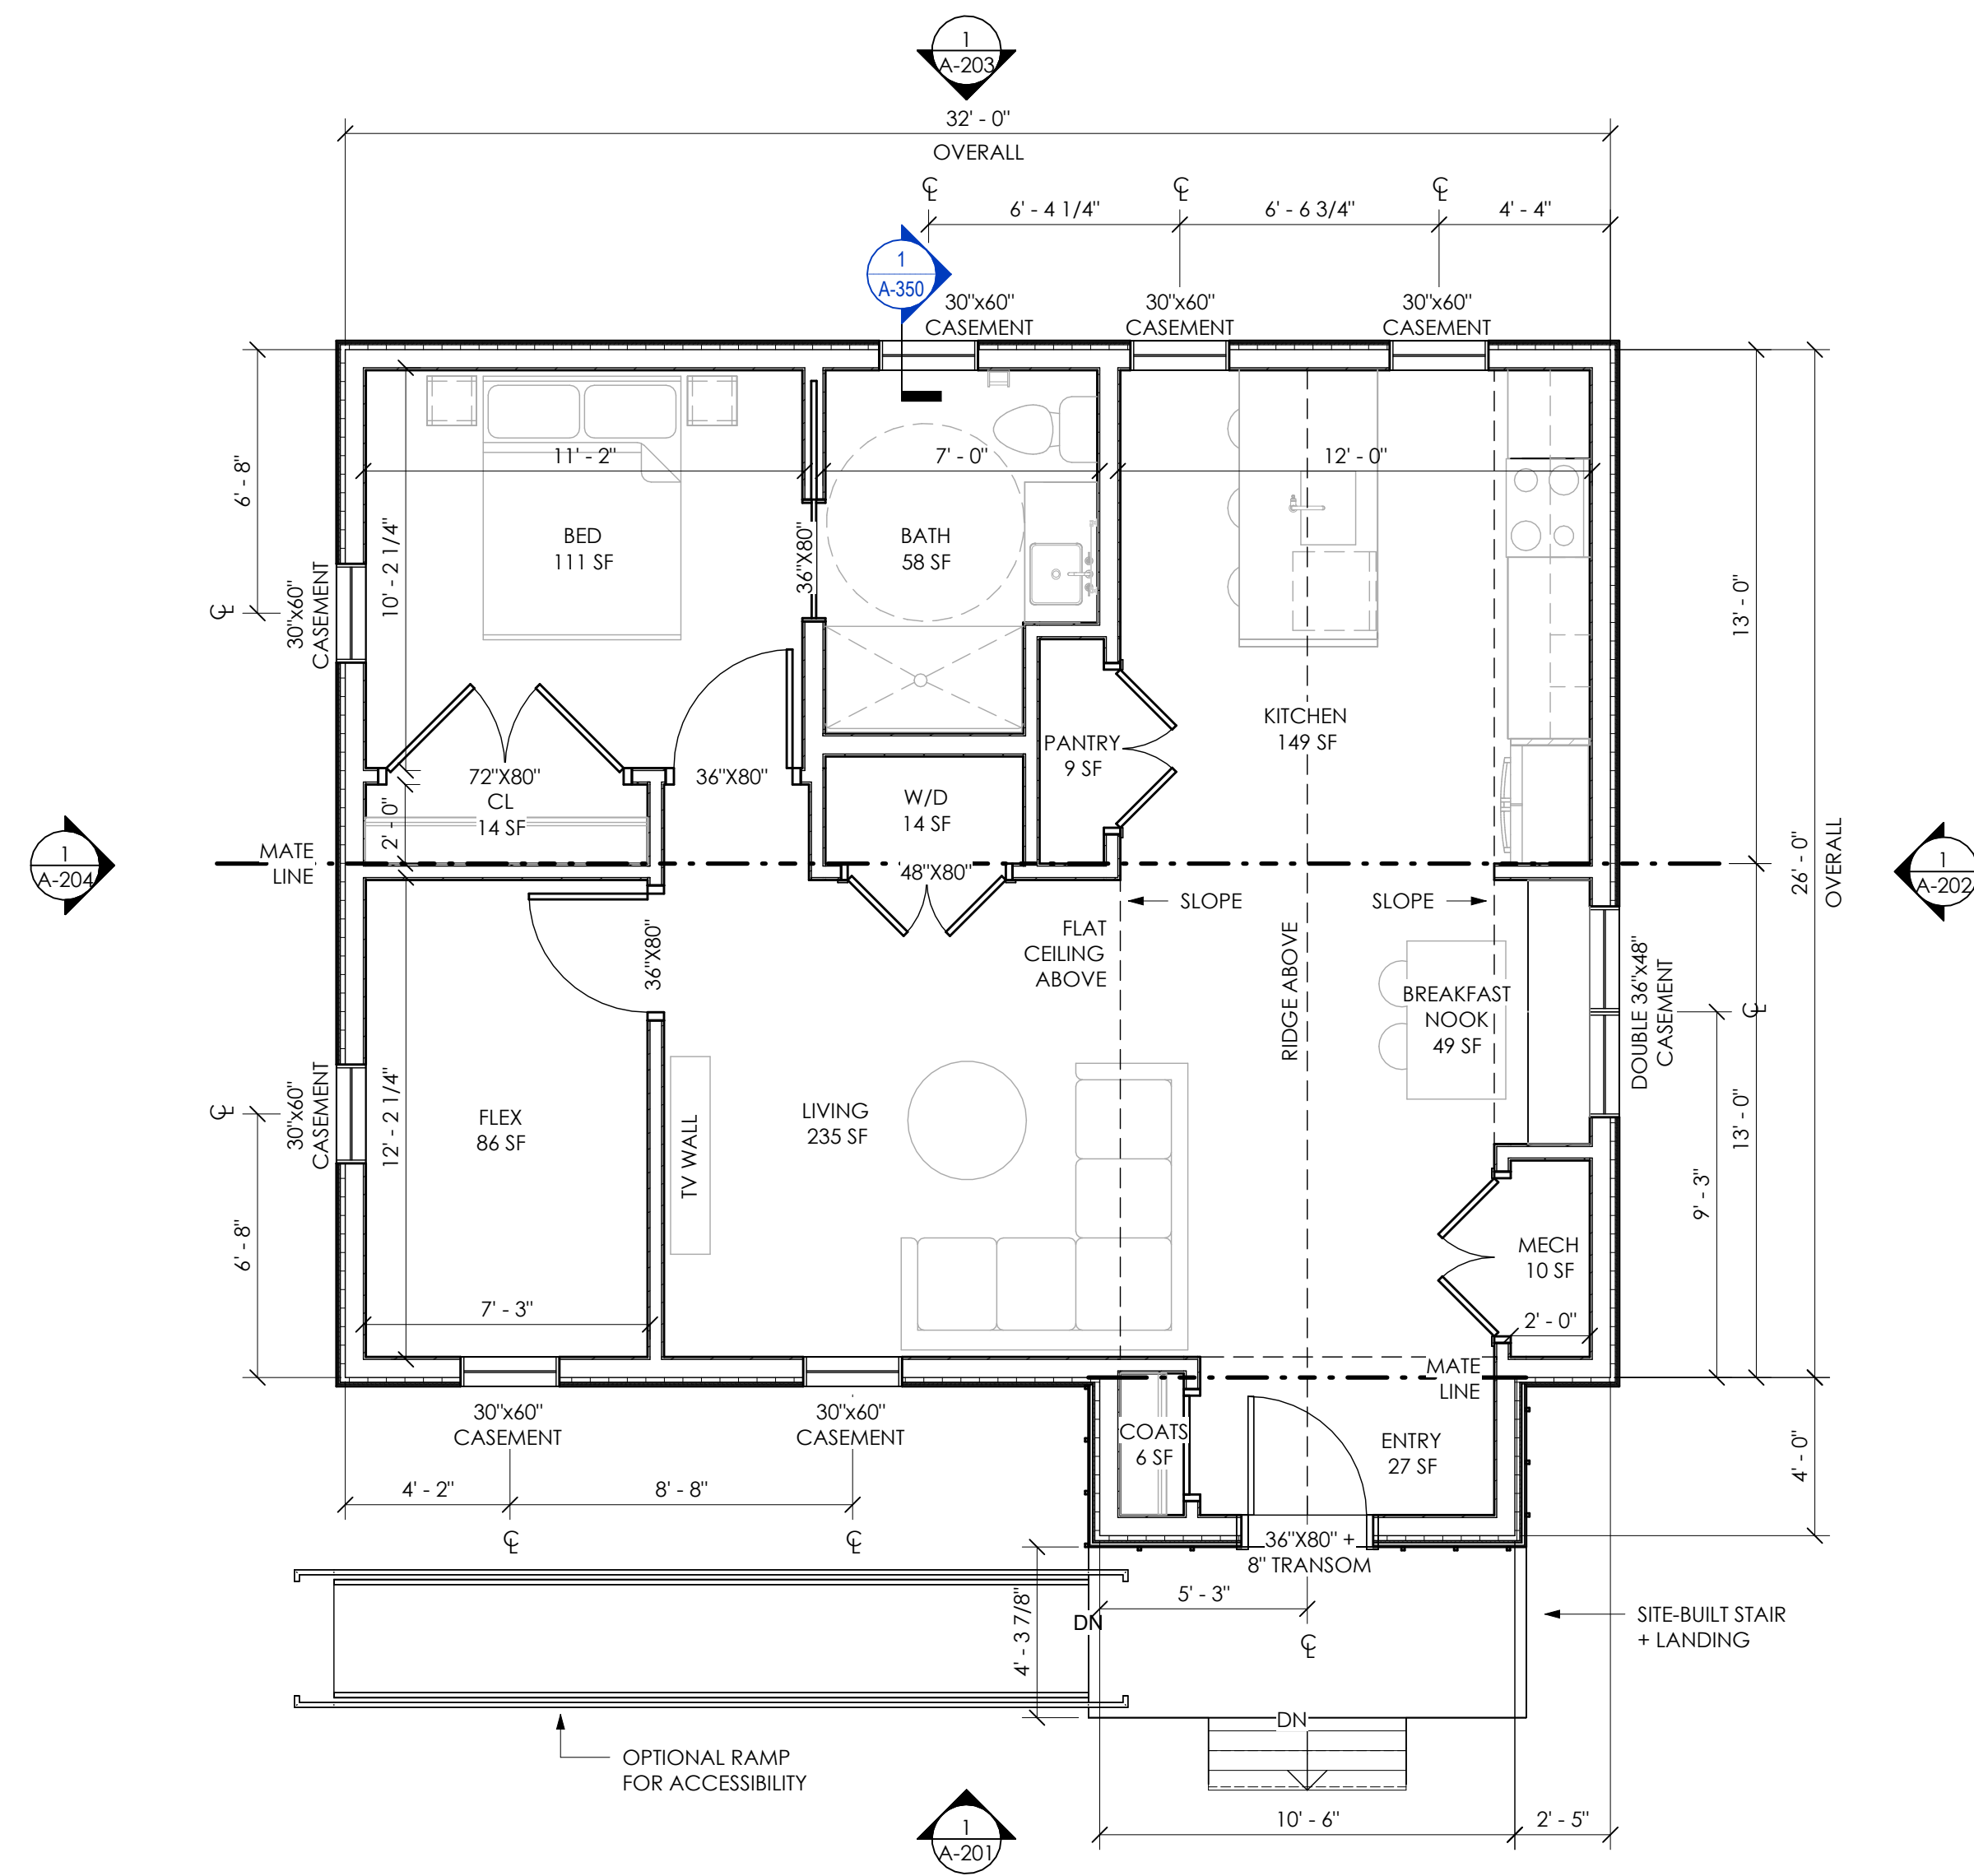 1
A-203
32' - 0"
OVERALL
℄
℄
℄
6' - 4 1/4"
6' - 6 3/4"
4' - 4"
1
A-350
30"x60"
CASEMENT
30"x60"
CASEMENT
30"x60"
CASEMENT
6' - 8"
11' - 2"
7' - 0"
12' - 0"
10' - 2 1/4"
BED
111 SF
36"X80"
BATH
58 SF
℄
30"x60"
CASEMENT
13' - 0"
KITCHEN
149 SF
PANTRY
9 SF
72"X80"
CL
14 SF
36"X80"
2' - 0"
W/D
14 SF
MATE
LINE
1
A-204
48"X80"
26' - 0"
OVERALL
1
A-202
SLOPE
SLOPE
FLAT
CEILING
ABOVE
36"X80"
RIDGE ABOVE
BREAKFAST
NOOK
49 SF
DOUBLE 36"x48"
CASEMENT
℄
℄
30"x60"
CASEMENT
12' - 2 1/4"
FLEX
86 SF
TV WALL
LIVING
235 SF
13' - 0"
9' - 3"
6' - 8"
MECH
10 SF
7' - 3"
2' - 0"
MATE
LINE
30"x60"
CASEMENT
30"x60"
CASEMENT
COATS
6 SF
ENTRY
27 SF
4' - 0"
4' - 2"
8' - 8"
℄
℄
36"X80" +
8" TRANSOM
5' - 3"
4' - 3 7/8"
DN
℄
SITE-BUILT STAIR
+ LANDING
DN
OPTIONAL RAMP
FOR ACCESSIBILITY
10' - 6"
2' - 5"
1
A-201